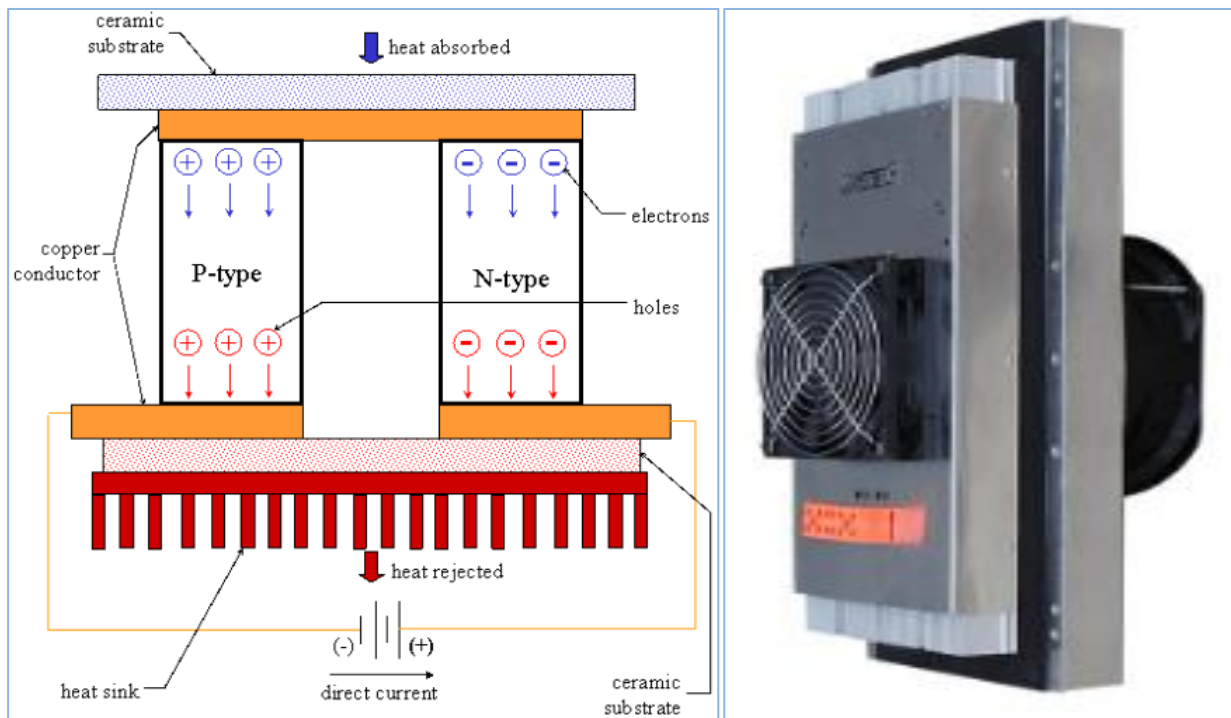 ceramic
substrate
heat absorbed
+ + +
- - -
electrons
copper
conductor
P-type
N-type
holes
+ + +
- - -
heat rejected
(-) (+)
direct current
heat sink
ceramic
substrate